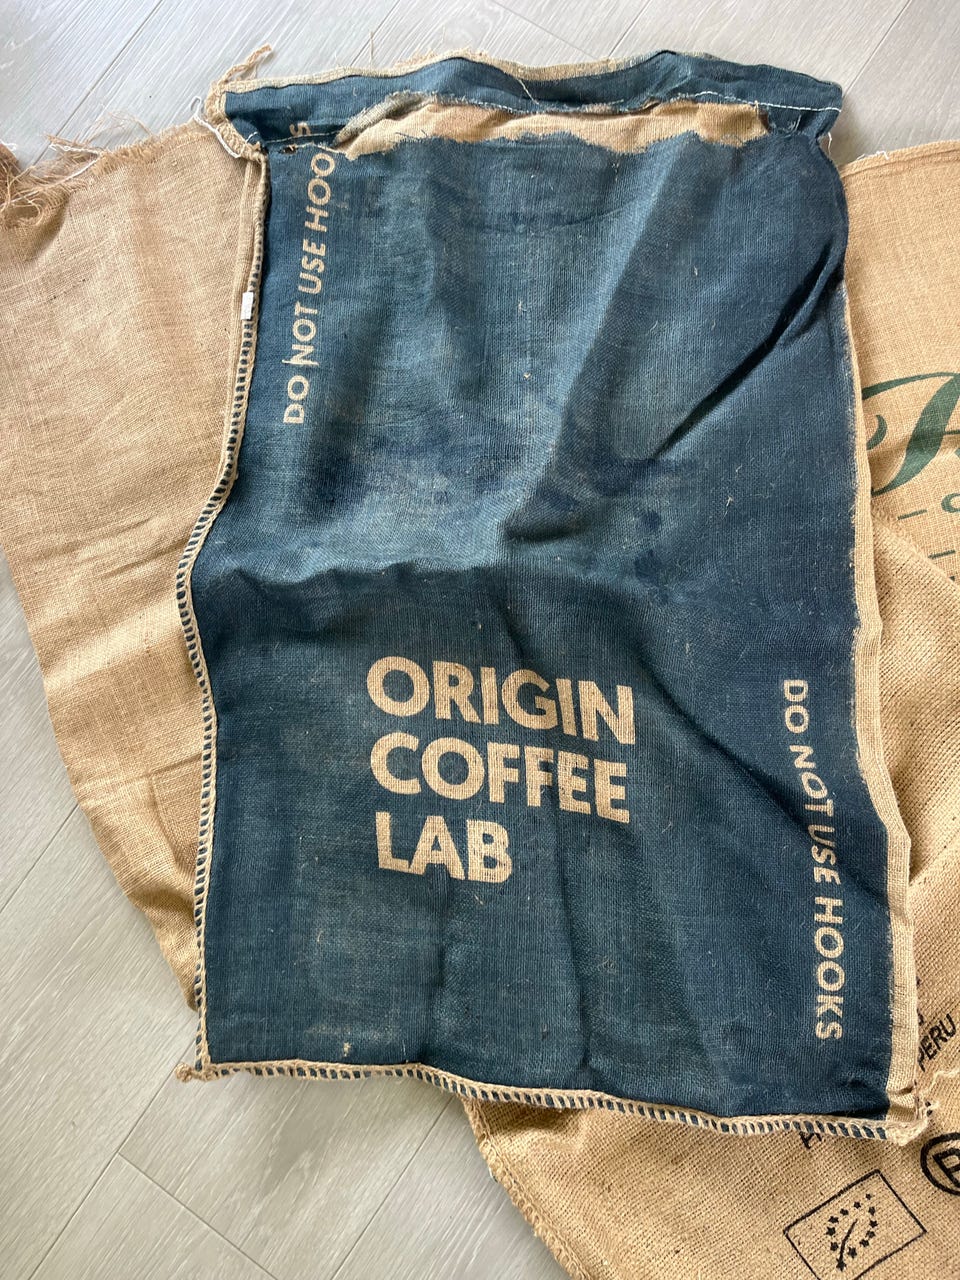 DO NOT USE HOOKS
ORIGIN
COFFEE
LAB
DO NOT USE HOOKS
PERU